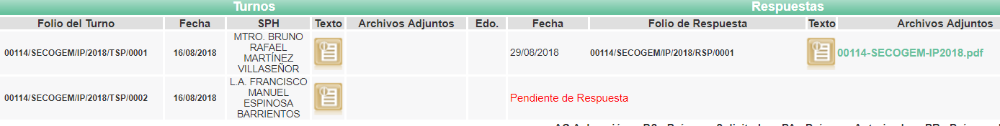 Turnos Respuestas
Folio del Turno Fecha SPH Texto Archivos Adjuntos Edo. Fecha Folio de Respuesta Texto Archivos Adjuntos
00114/SECOGEM/IP/2018/TSP/0001 16/08/2018 MTRO. BRUNO
RAFAEL
MARTÍNEZ
VILLASEÑOR 29/08/2018 00114/SECOGEM/IP/2018/RSP/0001 00114-SECOGEM-IP2018.pdf
00114/SECOGEM/IP/2018/TSP/0002 16/08/2018 L.A. FRANCISCO
MANUEL
ESPINOSA
BARRIENTOS Pendiente de Respuesta